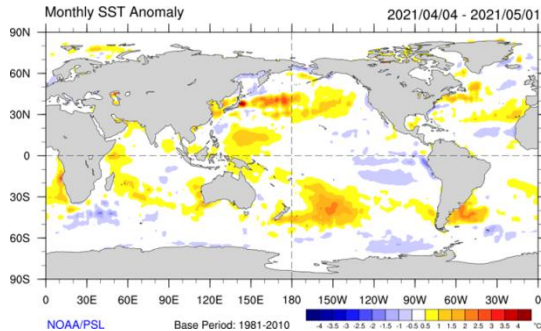 Monthly SST Anomaly 2021/04/04 - 2021/05/01
90N
60N
30N
0
30S
60S
90S
0 30E 60E 90E 120E 150E 180 150W 120W 90W 60W 30W 0
NOAA/PSL Base Period: 1981-2010
-4 -3.5 -3 -2.5 -2 -1.5 -1 -0.5 0.5 1 1.5 2 2.5 3 3.5 4 °C